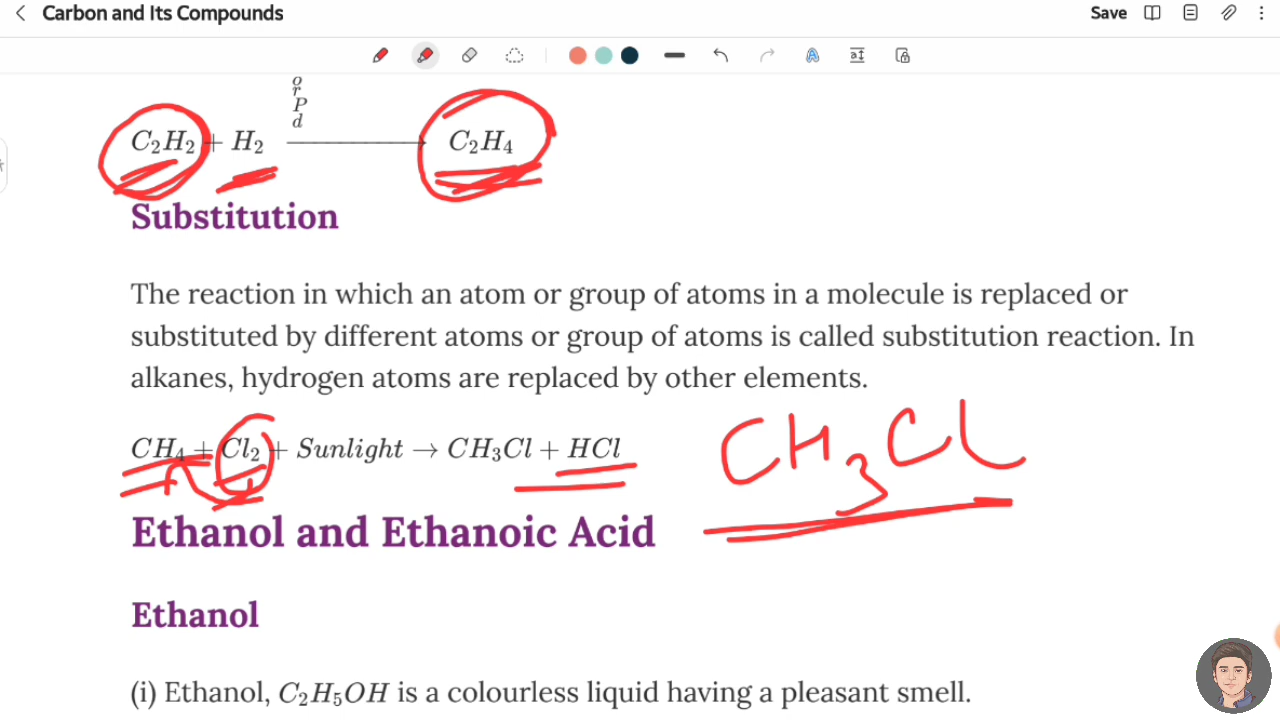 Carbon and Its Compounds
Save
o
r
P
d
C₂H₂ + H₂ ⟶ C₂H₄
Substitution
The reaction in which an atom or group of atoms in a molecule is replaced or
substituted by different atoms or group of atoms is called substitution reaction. In
alkanes, hydrogen atoms are replaced by other elements.
CH₄ + Cl₂ + Sunlight → CH₃Cl + HCl
CH₃Cl
Ethanol and Ethanoic Acid
Ethanol
(i) Ethanol, C₂H₅OH is a colourless liquid having a pleasant smell.